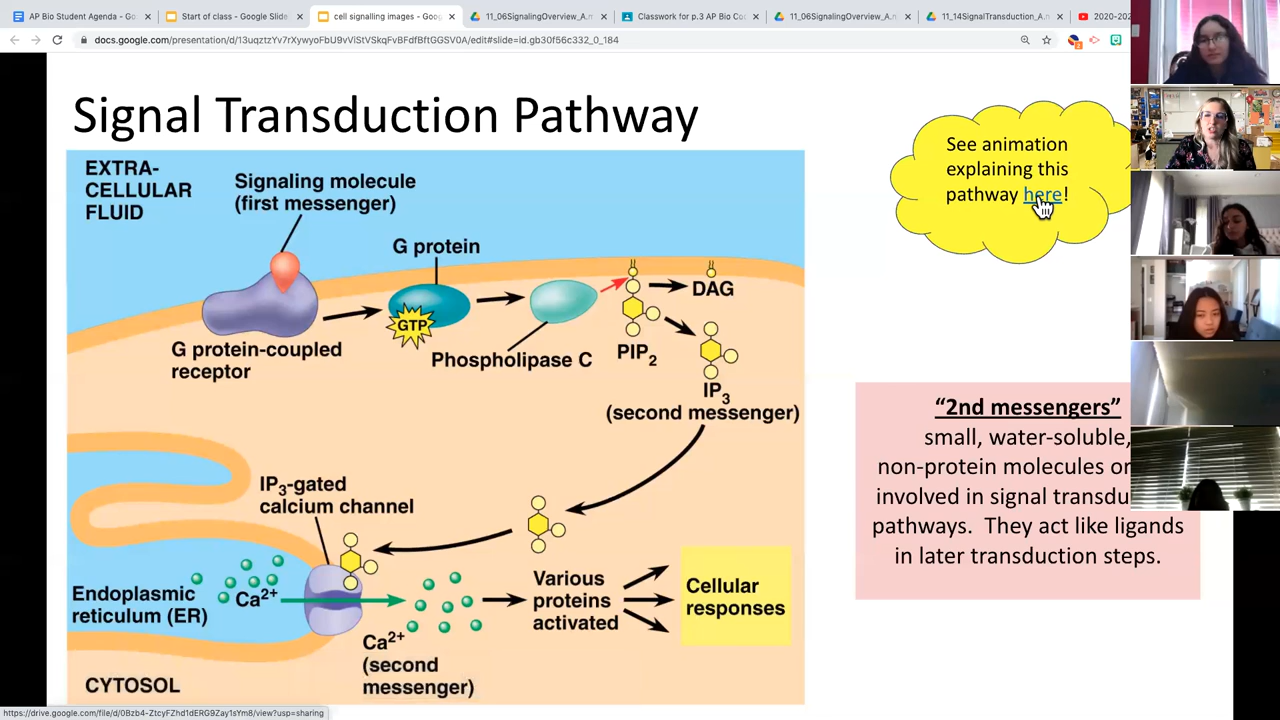 AP Bio Student Agenda - Goog
Start of class - Google Slides
cell signalling images - Goog
11_06SignalingOverview_A.m
Classwork for p.3 AP Bio Co
11_06SignalingOverview_A.m
11_14SignalTransduction_A.m
2020-202
docs.google.com/presentation/d/13uqztzYv7rXywyoFbU9vViStVSkqFvBFdfBftGGSV0A/edit#slide=id.gb30f56c332_0_184
Signal Transduction Pathway
See animation
explaining this
pathway here!
EXTRA-
CELLULAR
FLUID
Signaling molecule
(first messenger)
G protein
GTP
DAG
G protein-coupled
receptor
Phospholipase C
PIP2
IP3
(second messenger)
"2nd messengers"
small, water-soluble,
non-protein molecules or
involved in signal
pathways. They act like ligands
in later transduction steps.
IP3-gated
calcium channel
Endoplasmic
reticulum (ER)
Ca2+
Ca2+
(second
messenger)
Various
proteins
activated
Cellular
responses
CYTOSOL
https://drive.google.com/file/d/0Bzb4-ZtcyFZhd1dERG9Zay1sYm8/view?usp=sharing